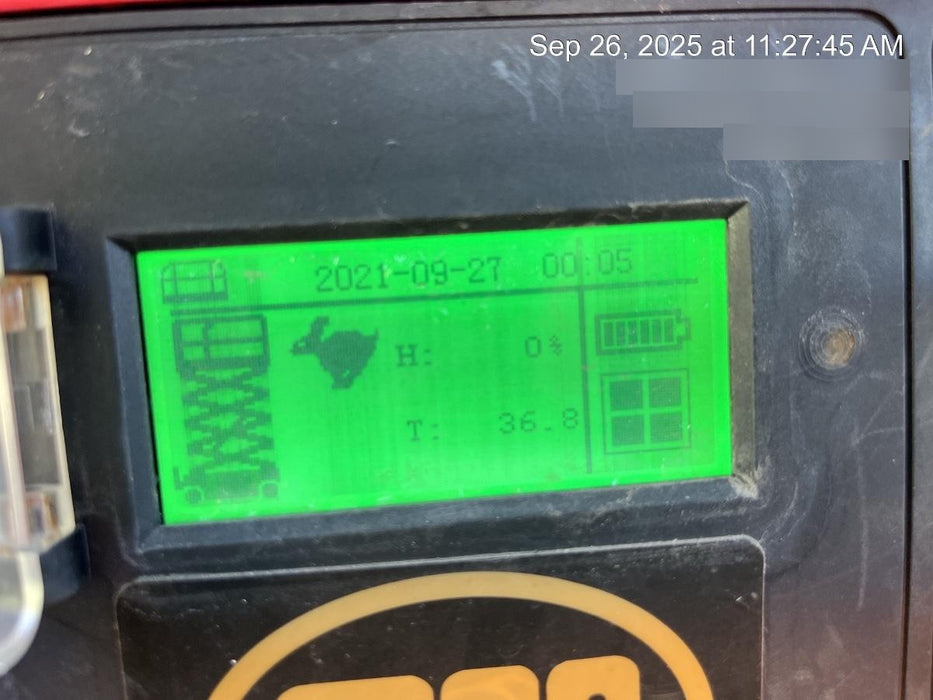 Sep 26, 2025 at 11:27:45 AM
2021-09-27 00:05
H: 0%
T: 36.8